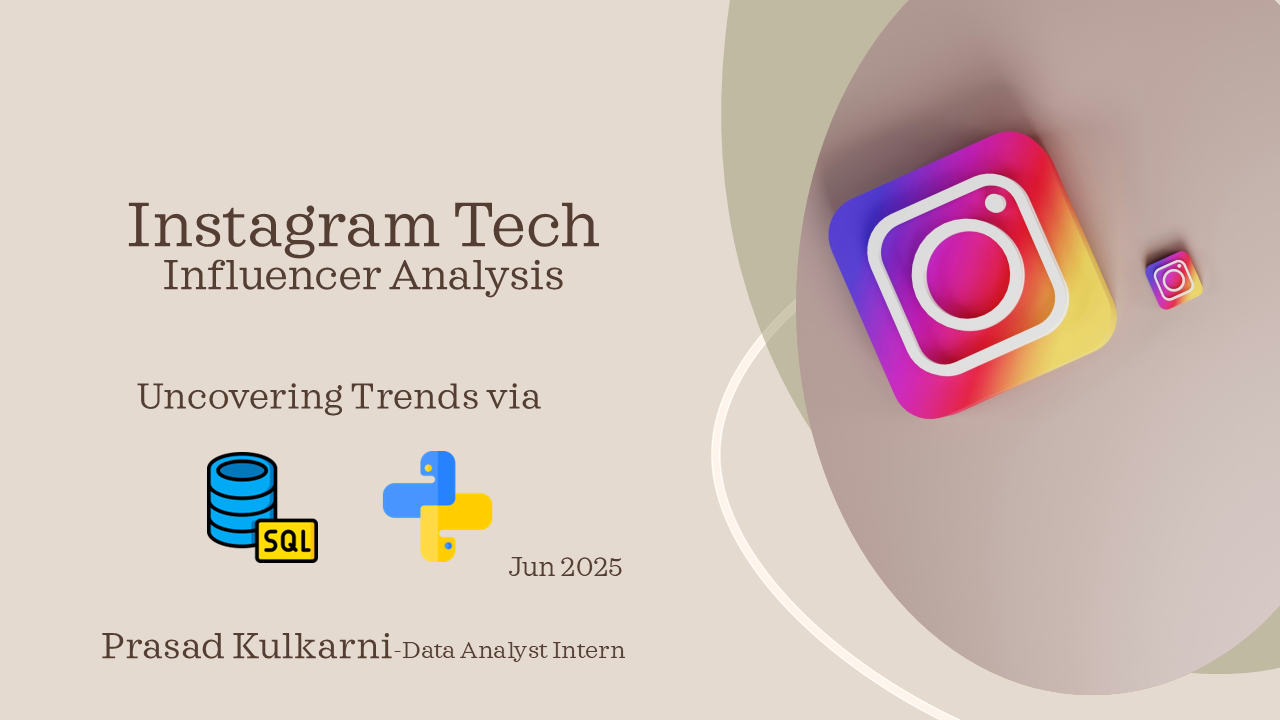 Instagram Tech
Influencer Analysis
Uncovering Trends via
SQL
Jun 2025
Prasad Kulkarni-Data Analyst Intern